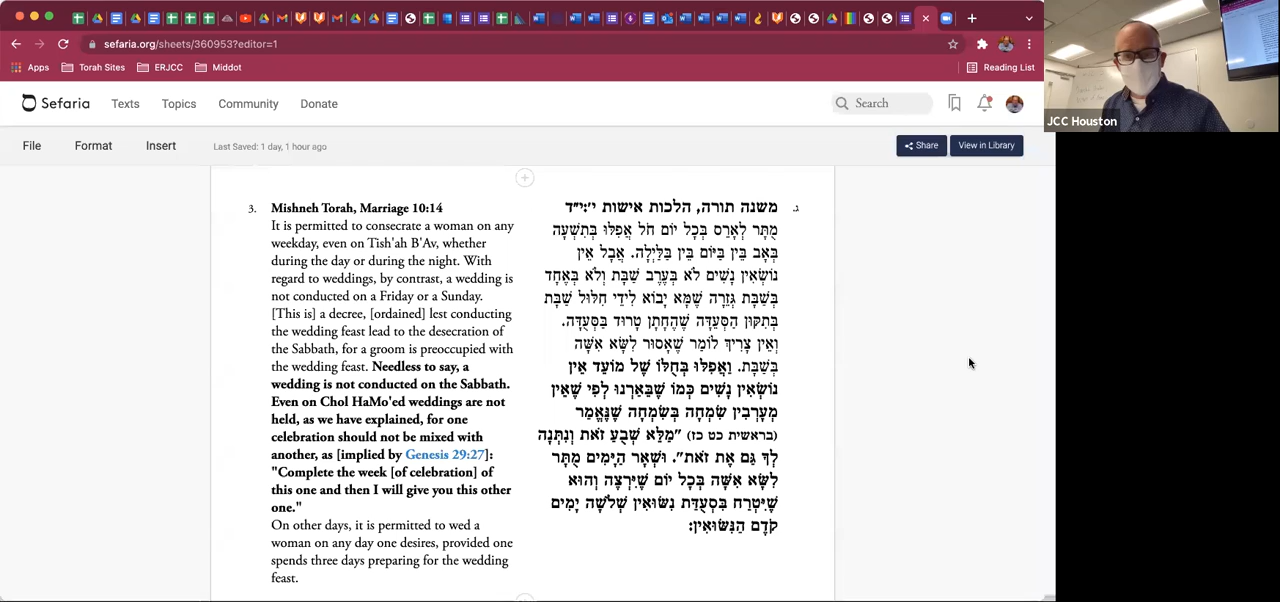 sefaria.org/sheets/360953?editor=1
Apps Torah Sites ERJCC Middot Reading List
Sefaria Texts Topics Community Donate Search
File Format Insert Last Saved: 1 day, 1 hour ago Share View in Library
JCC Houston
3. Mishneh Torah, Marriage 10:14
It is permitted to consecrate a woman on any
weekday, even on Tish'ah B'Av, whether
during the day or during the night. With
regard to weddings, by contrast, a wedding is
not conducted on a Friday or a Sunday.
[This is] a decree, [ordained] lest conducting
the wedding feast lead to the desecration of
the Sabbath, for a groom is preoccupied with
the wedding feast. Needless to say, a
wedding is not conducted on the Sabbath.
Even on Chol HaMo'ed weddings are not
held, as we have explained, for one
celebration should not be mixed with
another, as [implied by Genesis 29:27]:
"Complete the week [of celebration] of
this one and then I will give you this other
one."
On other days, it is permitted to wed a
woman on any day one desires, provided one
spends three days preparing for the wedding
feast.
ג. משנה תורה, הלכות אישות י׳:י״ד
מֻתָּר לְאָרֵס בְּכָל יוֹם חֹל אֲפִלּוּ בְּתִשְׁעָה
בְּאָב בֵּין בַּיּוֹם בֵּין בַּלַּיְלָה. אֲבָל אֵין
נוֹשְׂאִין נָשִׁים לֹא בְּעֶרֶב שַׁבָּת וְלֹא בְּאֶחָד
בְּשַׁבָּת גְּזֵרָה שֶׁמָּא יָבוֹא לִידֵי חִלּוּל שַׁבָּת
בְּתִקּוּן הַסְּעֻדָּה שֶׁהֶחָתָן טָרוּד בַּסְּעֻדָּה.
וְאֵין צָרִיךְ לוֹמַר שֶׁאָסוּר לִשָּׂא אִשָּׁה
בְּשַׁבָּת. וַאֲפִלּוּ בְּחֻלּוֹ שֶׁל מוֹעֵד אֵין
נוֹשְׂאִין נָשִׁים כְּמוֹ שֶׁבֵּאַרְנוּ לְפִי שֶׁאֵין
מְעָרְבִין שִׂמְחָה בְּשִׂמְחָה שֶׁנֶּאֱמַר
(בראשית כט כז) "מַלֵּא שְׁבֻעַ זֹאת וְנִתְּנָה
לְךָ גַּם אֶת זֹאת". וּשְׁאָר הַיָּמִים מֻתָּר
לִשָּׂא אִשָּׁה בְּכָל יוֹם שֶׁיִּרְצֶה וְהוּא
שֶׁיִּטְרַח בִּסְעֻדַּת נִשּׂוּאִין שְׁלֹשָׁה יָמִים
קֹדֶם הַנִּשּׂוּאִין: